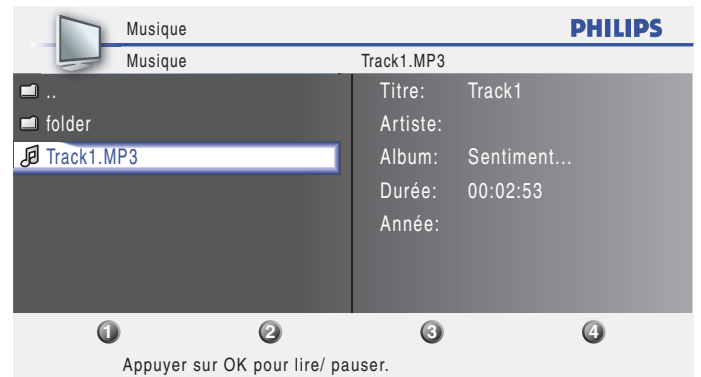 Musique
PHILIPS
Musique
Track1.MP3
..
folder
Track1.MP3
Titre: Track1
Artiste:
Album: Sentiment...
Durée: 00:02:53
Année:
1 2 3 4
Appuyer sur OK pour lire/ pauser.